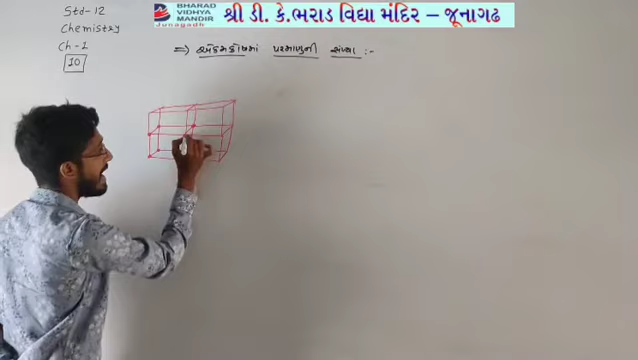 Std-12
Chemistry
Ch-1
10
BHARAD
VIDHYA
MANDIR
Junagadh
શ્રી ડી. કે.ભરાડ વિદ્યા મંદિર – જૂનાગઢ
⇒ એકમકોષમાં પરમાણુની સંખ્યા :-